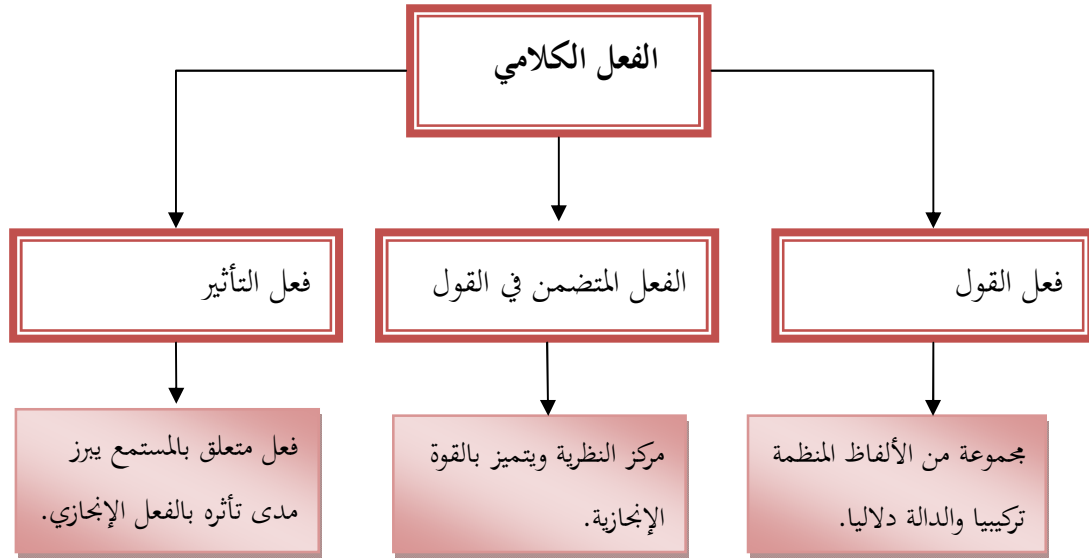 الفعل الكلامي
فعل القول
الفعل المتضمن في القول
فعل التأثير
مجموعة من الألفاظ المنظمة
تركيبيا والدالة دلاليا.
مركز النظرية ويتميز بالقوة
الإنجازية.
فعل متعلق بالمستمع يبرز
مدى تأثره بالفعل الإنجازي.